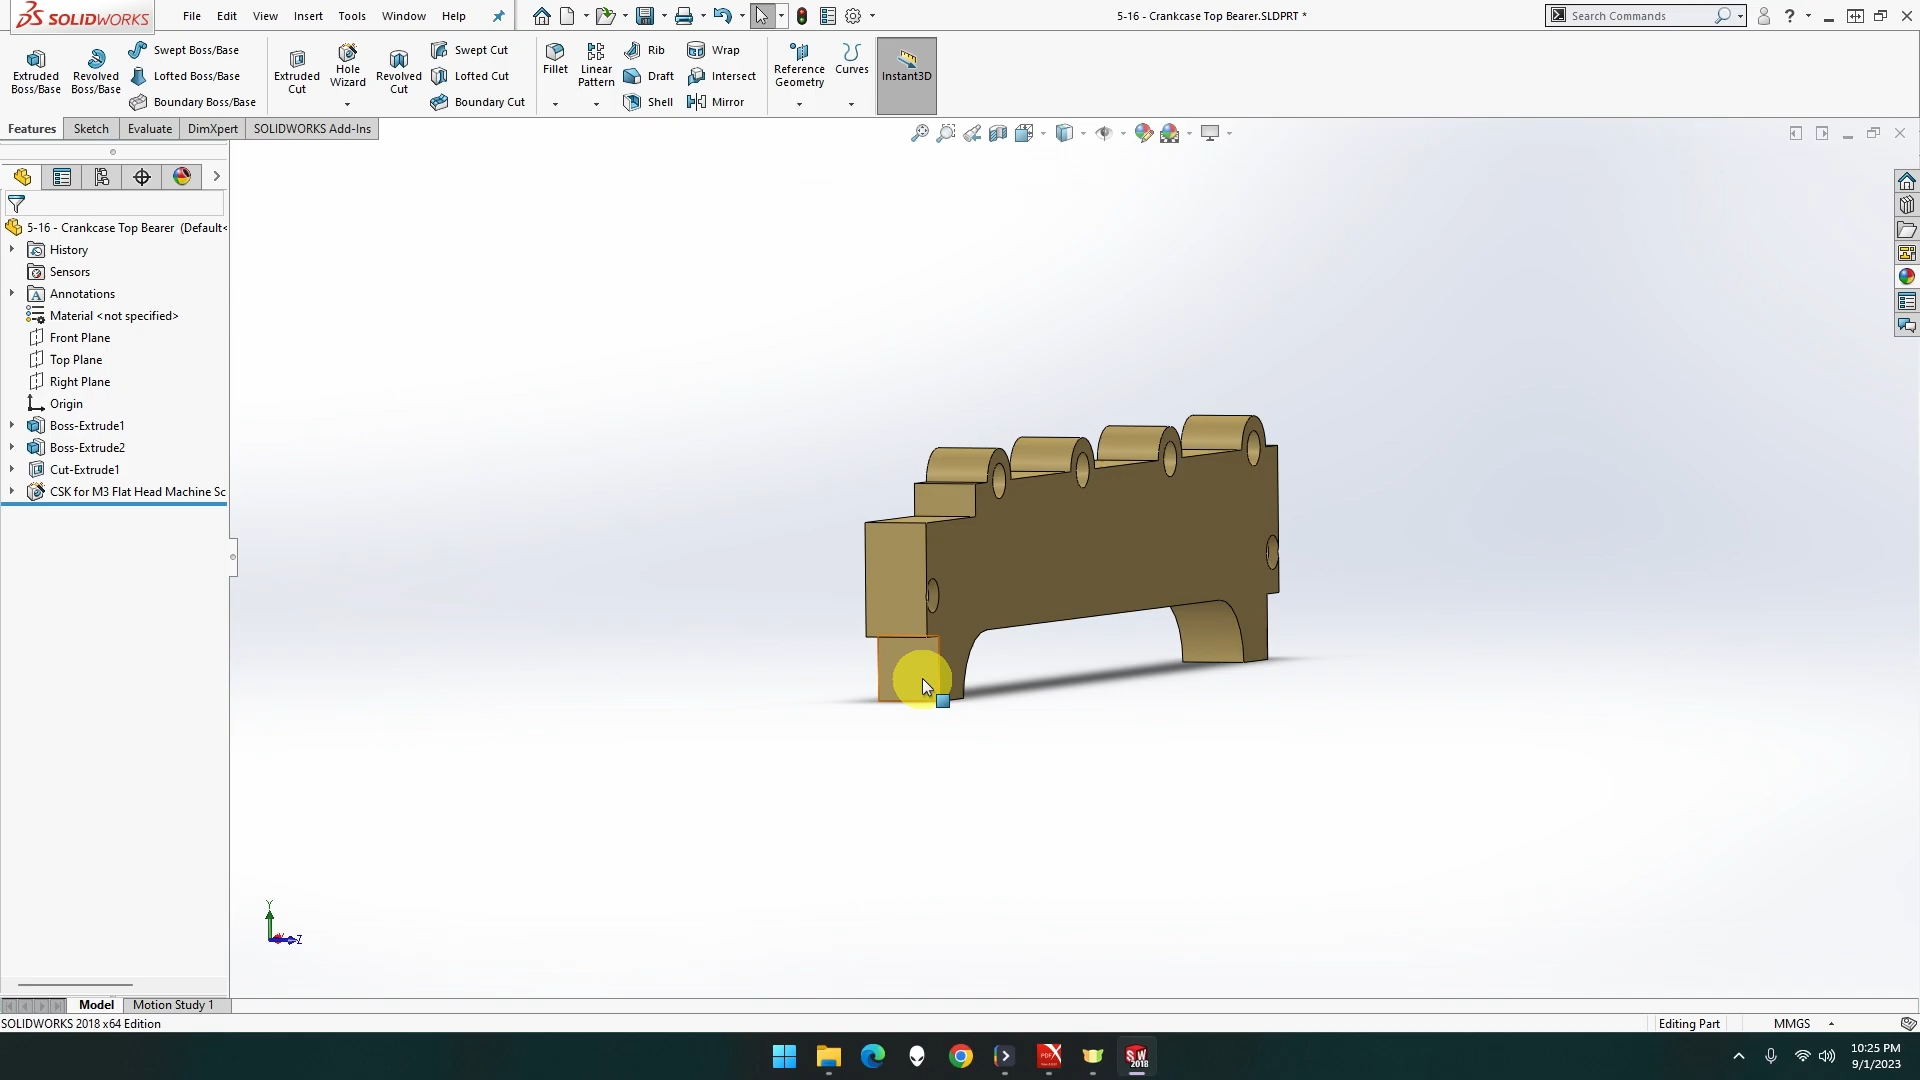 SOLIDWORKS
File Edit View Insert Tools Window Help
5-16 - Crankcase Top Bearer.SLDPRT *
Search Commands
Extruded Boss/Base
Revolved Boss/Base
Swept Boss/Base
Lofted Boss/Base
Boundary Boss/Base
Extruded Cut
Hole Wizard
Revolved Cut
Swept Cut
Lofted Cut
Boundary Cut
Fillet
Linear Pattern
Rib
Draft
Shell
Wrap
Intersect
Mirror
Reference Geometry
Curves
Instant3D
Features Sketch Evaluate DimXpert SOLIDWORKS Add-Ins
5-16 - Crankcase Top Bearer (Default<
History
Sensors
Annotations
Material <not specified>
Front Plane
Top Plane
Right Plane
Origin
Boss-Extrude1
Boss-Extrude2
Cut-Extrude1
CSK for M3 Flat Head Machine Sc
Y
Z
Model Motion Study 1
SOLIDWORKS 2018 x64 Edition
Editing Part
MMGS
10:25 PM
9/1/2023